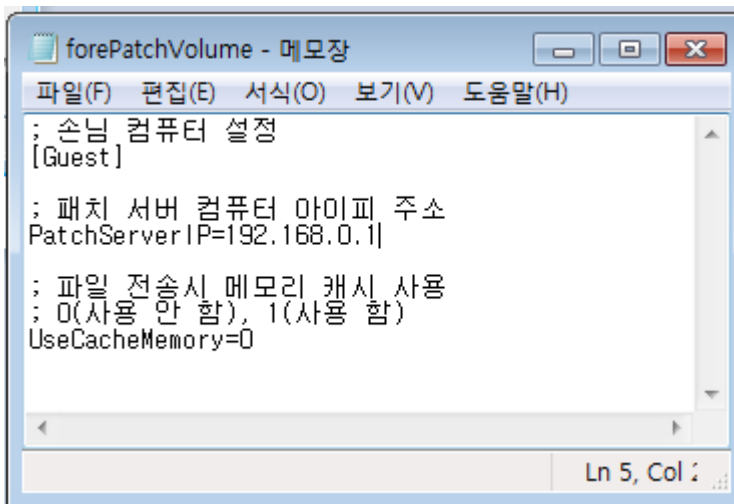 forePatchVolume - 메모장
파일(F) 편집(E) 서식(O) 보기(V) 도움말(H)
; 손님 컴퓨터 설정
[Guest]
; 패치 서버 컴퓨터 아이피 주소
PatchServerIP=192.168.0.1
; 파일 전송시 메모리 캐시 사용
; 0(사용 안 함), 1(사용 함)
UseCacheMemory=0
Ln 5, Col